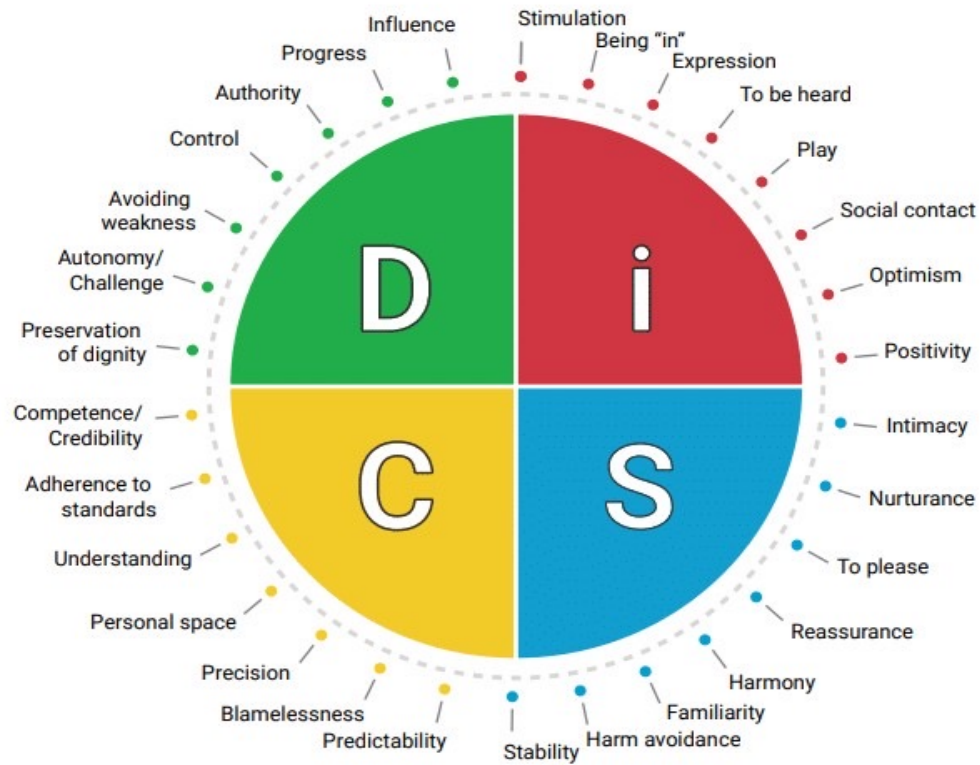 Influence
Stimulation
Being “in”
Expression
To be heard
Play
Social contact
Optimism
Positivity
Intimacy
Nurturance
To please
Reassurance
Harmony
Familiarity
Harm avoidance
Stability
Predictability
Blamelessness
Precision
Personal space
Understanding
Adherence to
standards
Competence/
Credibility
Preservation
of dignity
Autonomy/
Challenge
Avoiding
weakness
Control
Authority
Progress
D
i
C
S